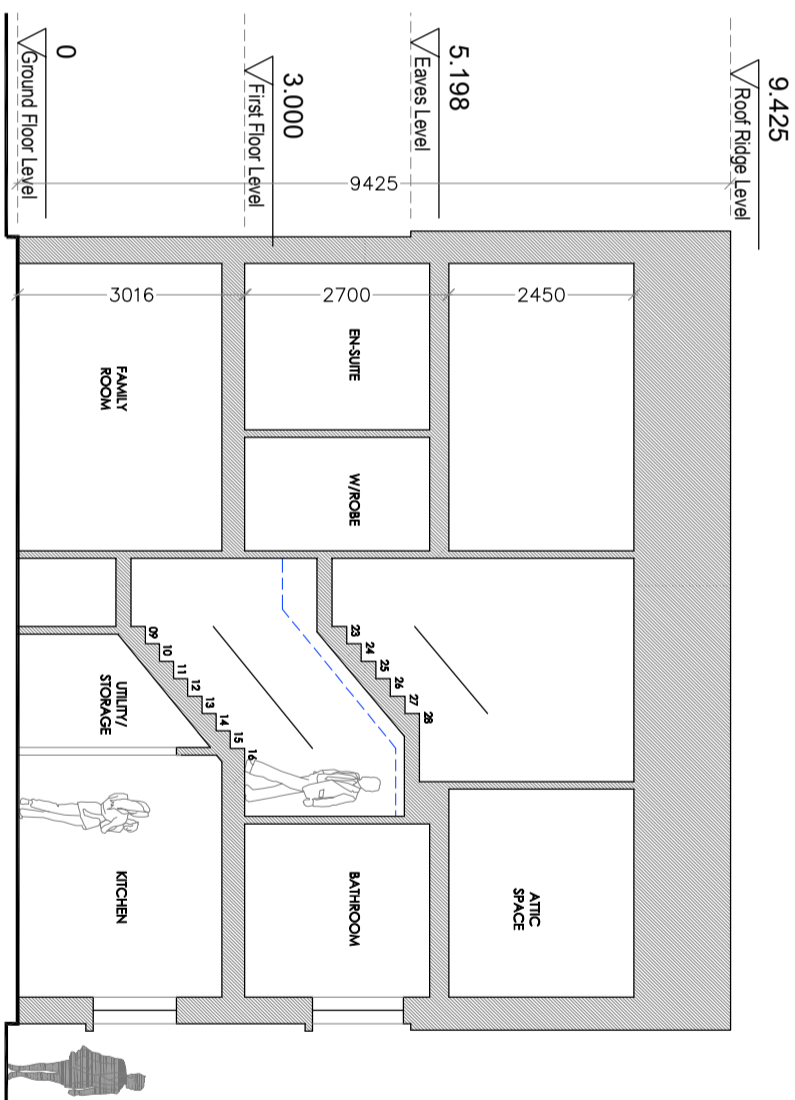 9.425
Roof Ridge Level
5.198
Eaves Level
3.000
First Floor Level
0
Ground Floor Level
9425
2450
2700
3016
ATTIC
SPACE
EN-SUITE
W/ROBE
BATHROOM
FAMILY
ROOM
UTILITY/
STORAGE
KITCHEN
23
24
25
26
27
28
09
10
11
12
13
14
15
16